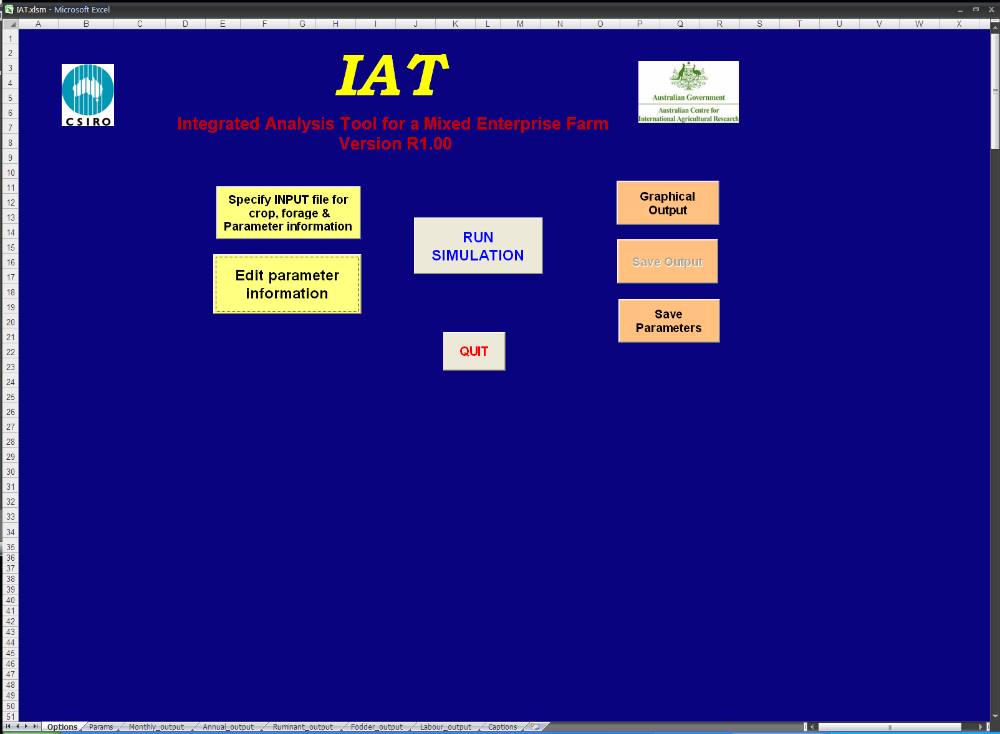 IAT.xlsm - Microsoft Excel
A B C D E F G H I J K L M N O P Q R S T U V W X
1
2
3
4
5
6
7
8
9
10
11
12
13
14
15
16
17
18
19
20
21
22
23
24
25
26
27
28
29
30
31
32
33
34
35
36
37
38
39
40
41
42
43
44
45
46
47
48
49
50
51
CSIRO
IAT
Integrated Analysis Tool for a Mixed Enterprise Farm
Version R1.00
Australian Government
Australian Centre for
International Agricultural Research
Specify INPUT file for
crop, forage &
Parameter information
Edit parameter
information
RUN
SIMULATION
QUIT
Graphical
Output
Save Output
Save
Parameters
Options Params Monthly_output Annual_output Ruminant_output Fodder_output Labour_output Captions